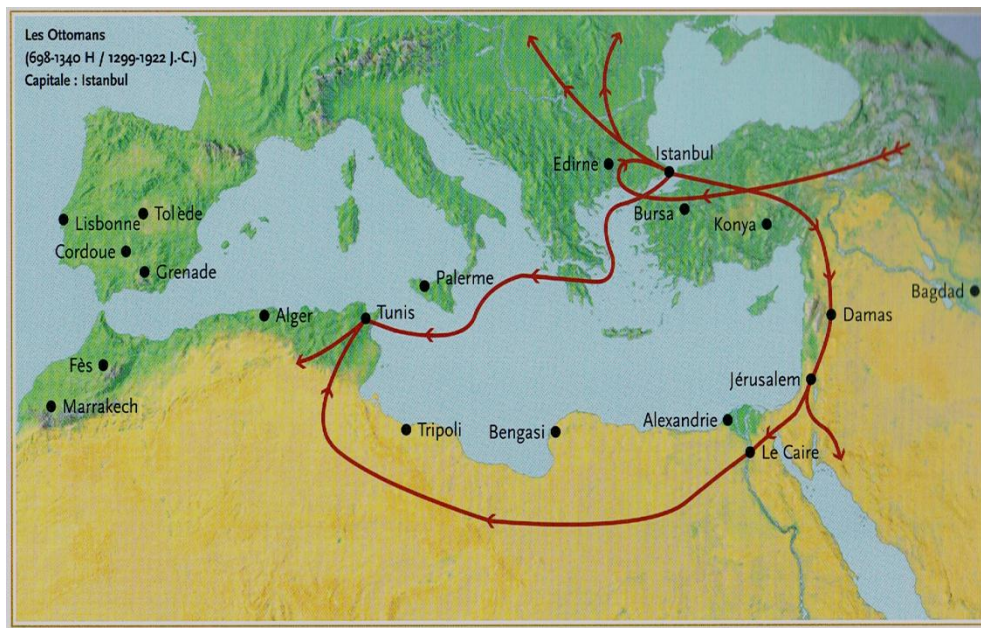 Les Ottomans
(698-1340 H / 1299-1922 J.-C.)
Capitale : Istanbul
Istanbul
Edirne
Bursa
Konya
Lisbonne
Tolède
Cordoue
Grenade
Palerme
Bagdad
Alger
Tunis
Damas
Fès
Jérusalem
Marrakech
Alexandrie
Tripoli
Bengasi
Le Caire